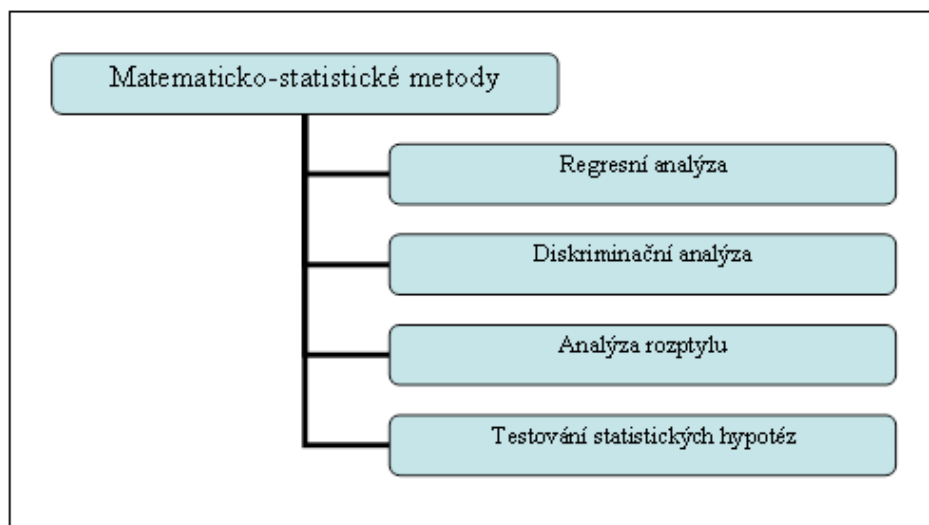 Matematicko-statistické metody
Regresní analýza
Diskriminační analýza
Analýza rozptylu
Testování statistických hypotéz